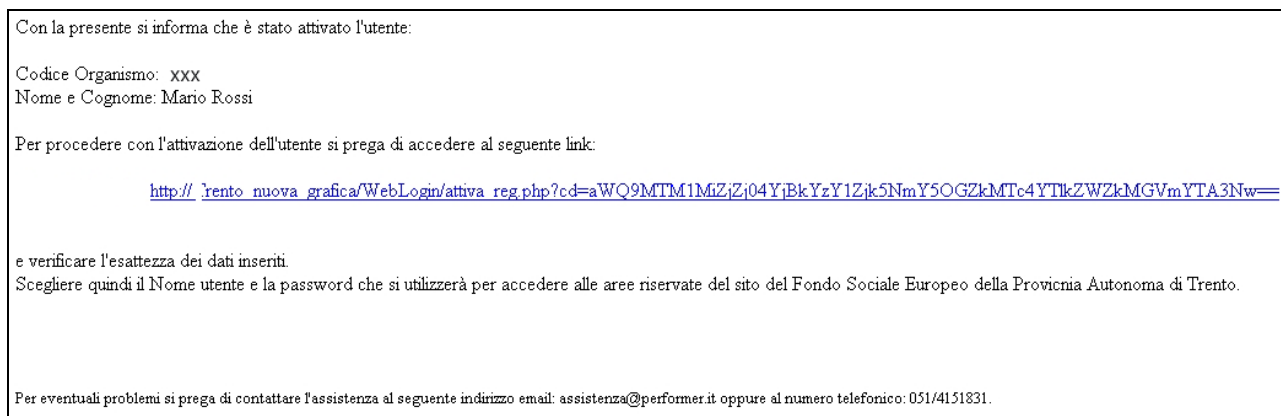 Con la presente si informa che è stato attivato l'utente:
Codice Organismo: xxx
Nome e Cognome: Mario Rossi
Per procedere con l'attivazione dell'utente si prega di accedere al seguente link:
http:// rento_nuova_grafica/WebLogin/attiva_reg.php?cd=aWQ9MTM1MiZjZj04YjBkYzY1Zjk5NmY5OGZkMTc4YTlkZWZkMGVmYTA3Nw==
e verificare l'esattezza dei dati inseriti.
Scegliere quindi il Nome utente e la password che si utilizzerà per accedere alle aree riservate del sito del Fondo Sociale Europeo della Provicnia Autonoma di Trento.
Per eventuali problemi si prega di contattare l'assistenza al seguente indirizzo email: assistenza@performer.it oppure al numero telefonico: 051/4151831.